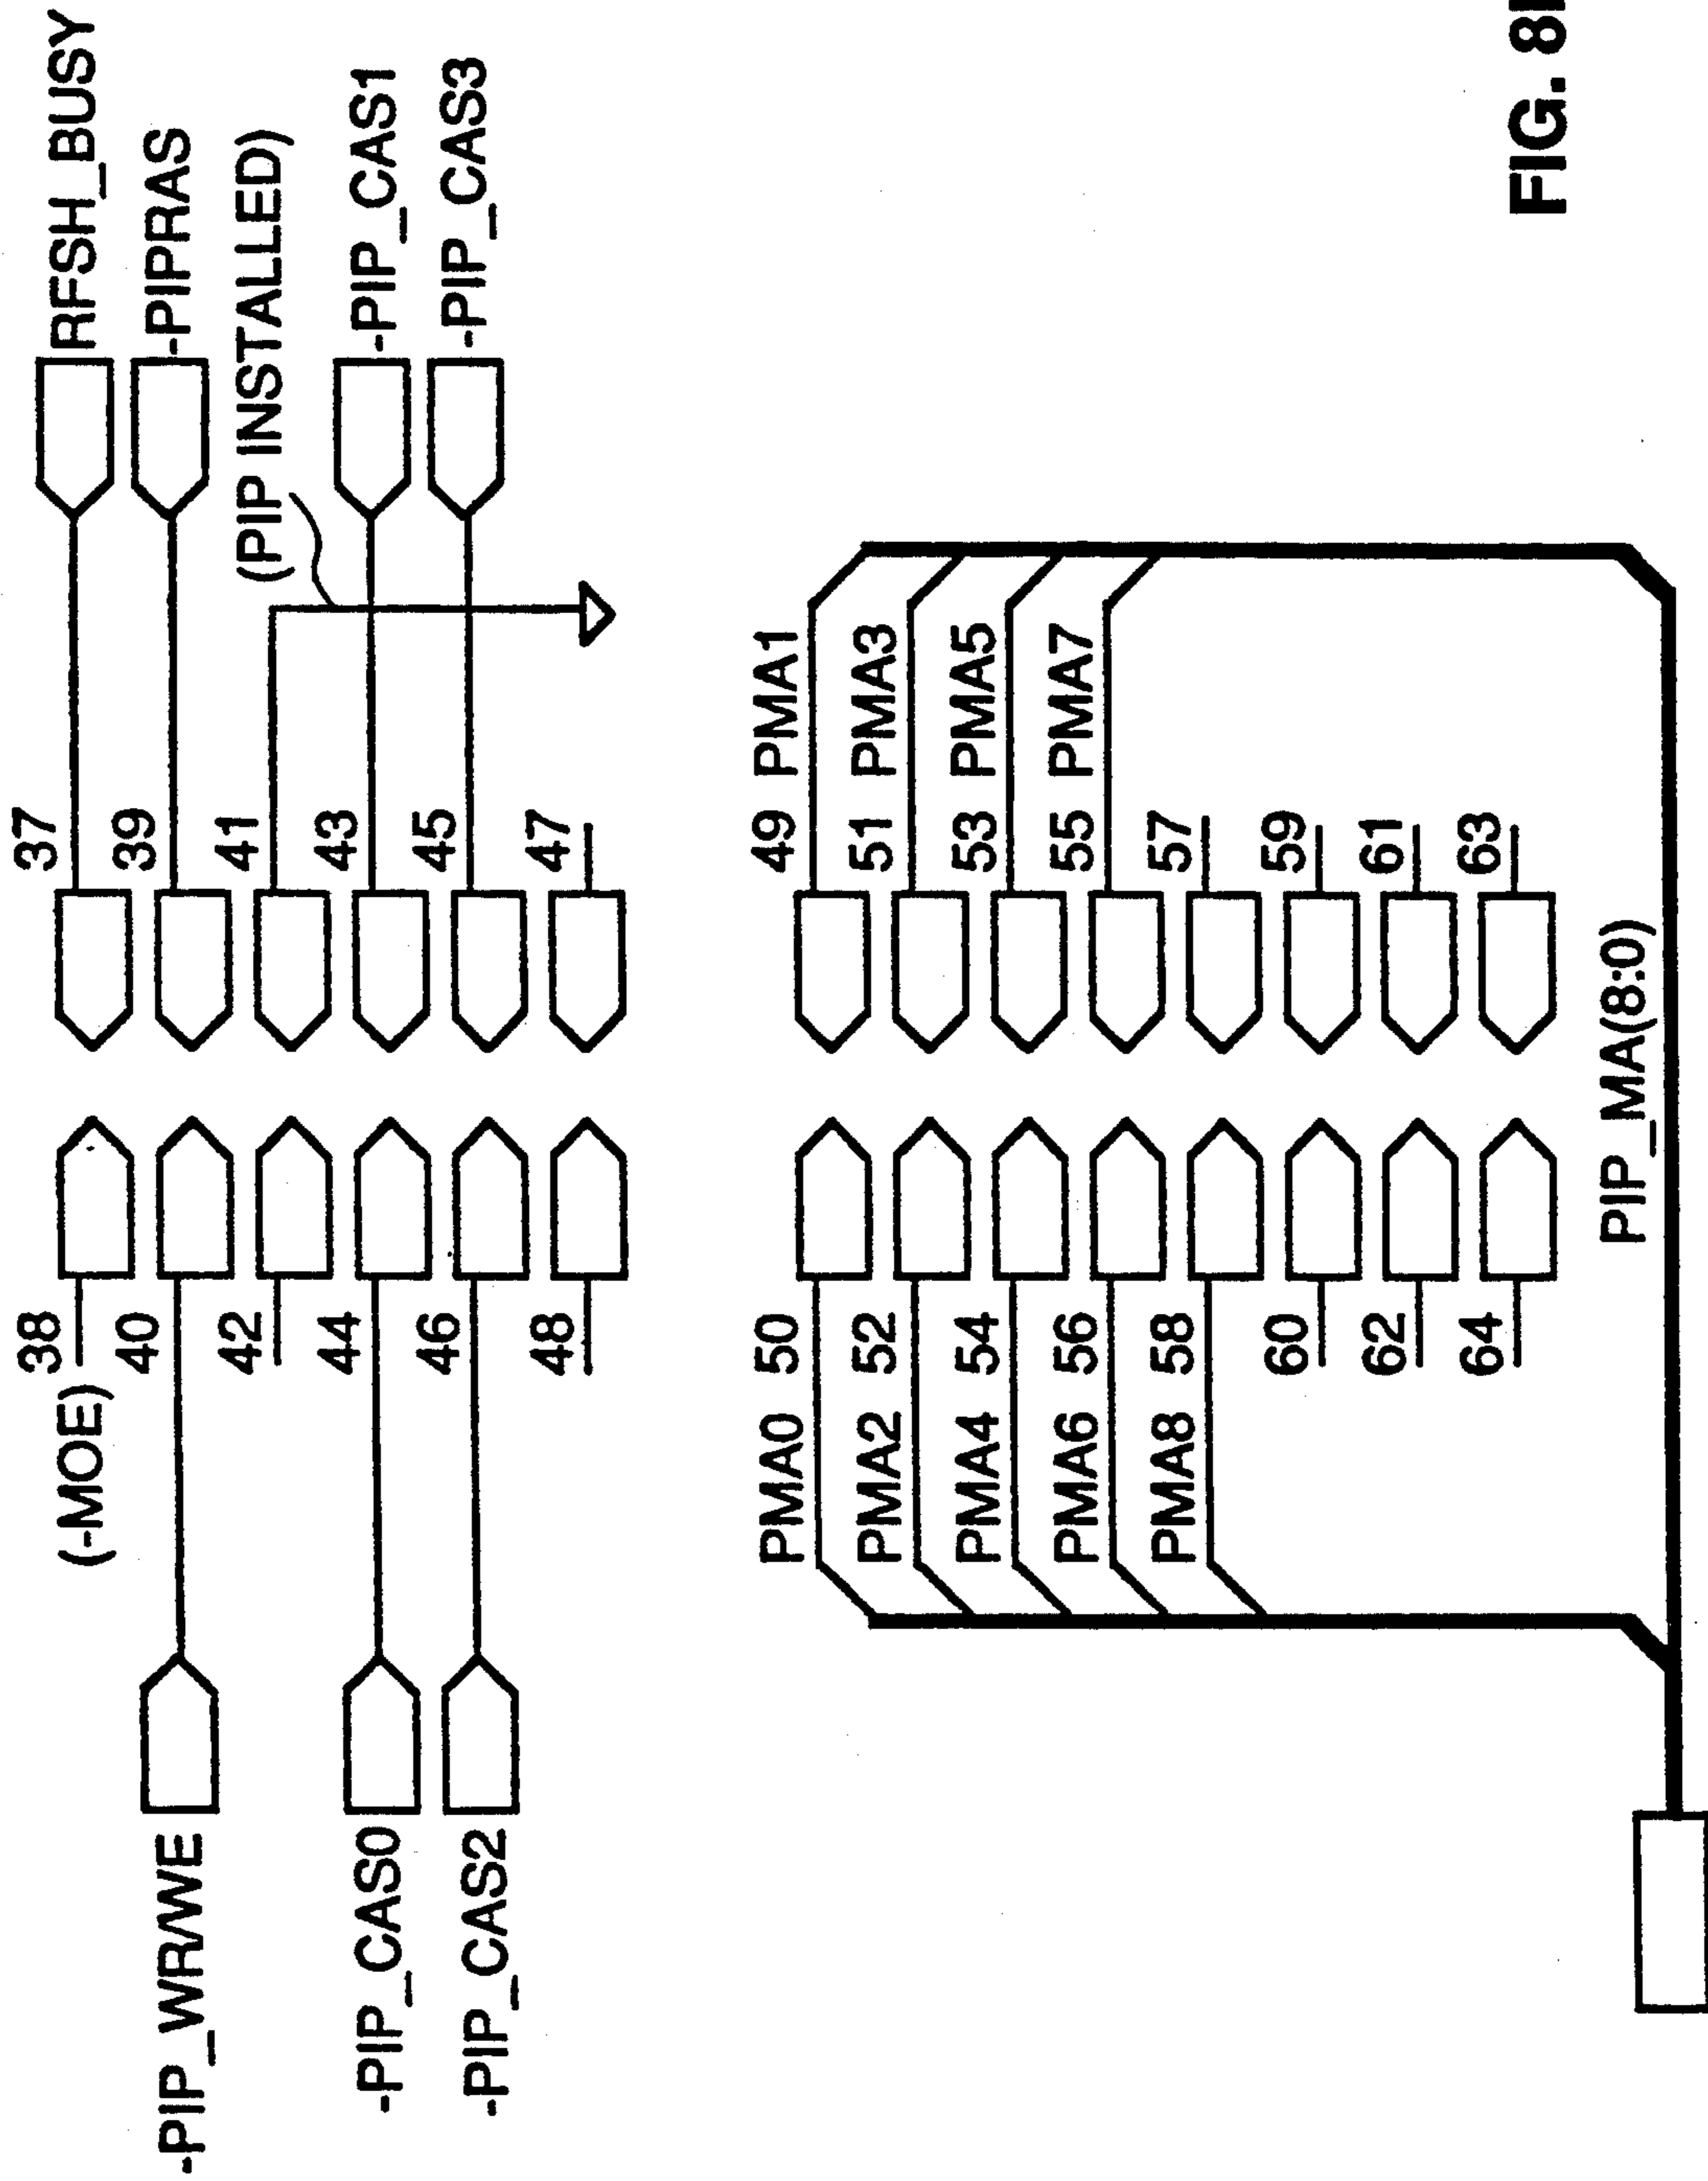 38 37 RFSH_BUSY
(-MOE)
-PIP_WR/WE 40 39 -PIPRAS
42 41 (PIP INSTALLED)
-PIP_CAS0 44 43 -PIP_CAS1
-PIP_CAS2 46 45 -PIP_CAS3
48 47
PMA0 50 49 PMA1
PMA2 52 51 PMA3
PMA4 54 53 PMA5
PMA6 56 55 PMA7
PMA8 58 57
60 59
62 61
64 63
PIP_MA(8:0)
FIG.